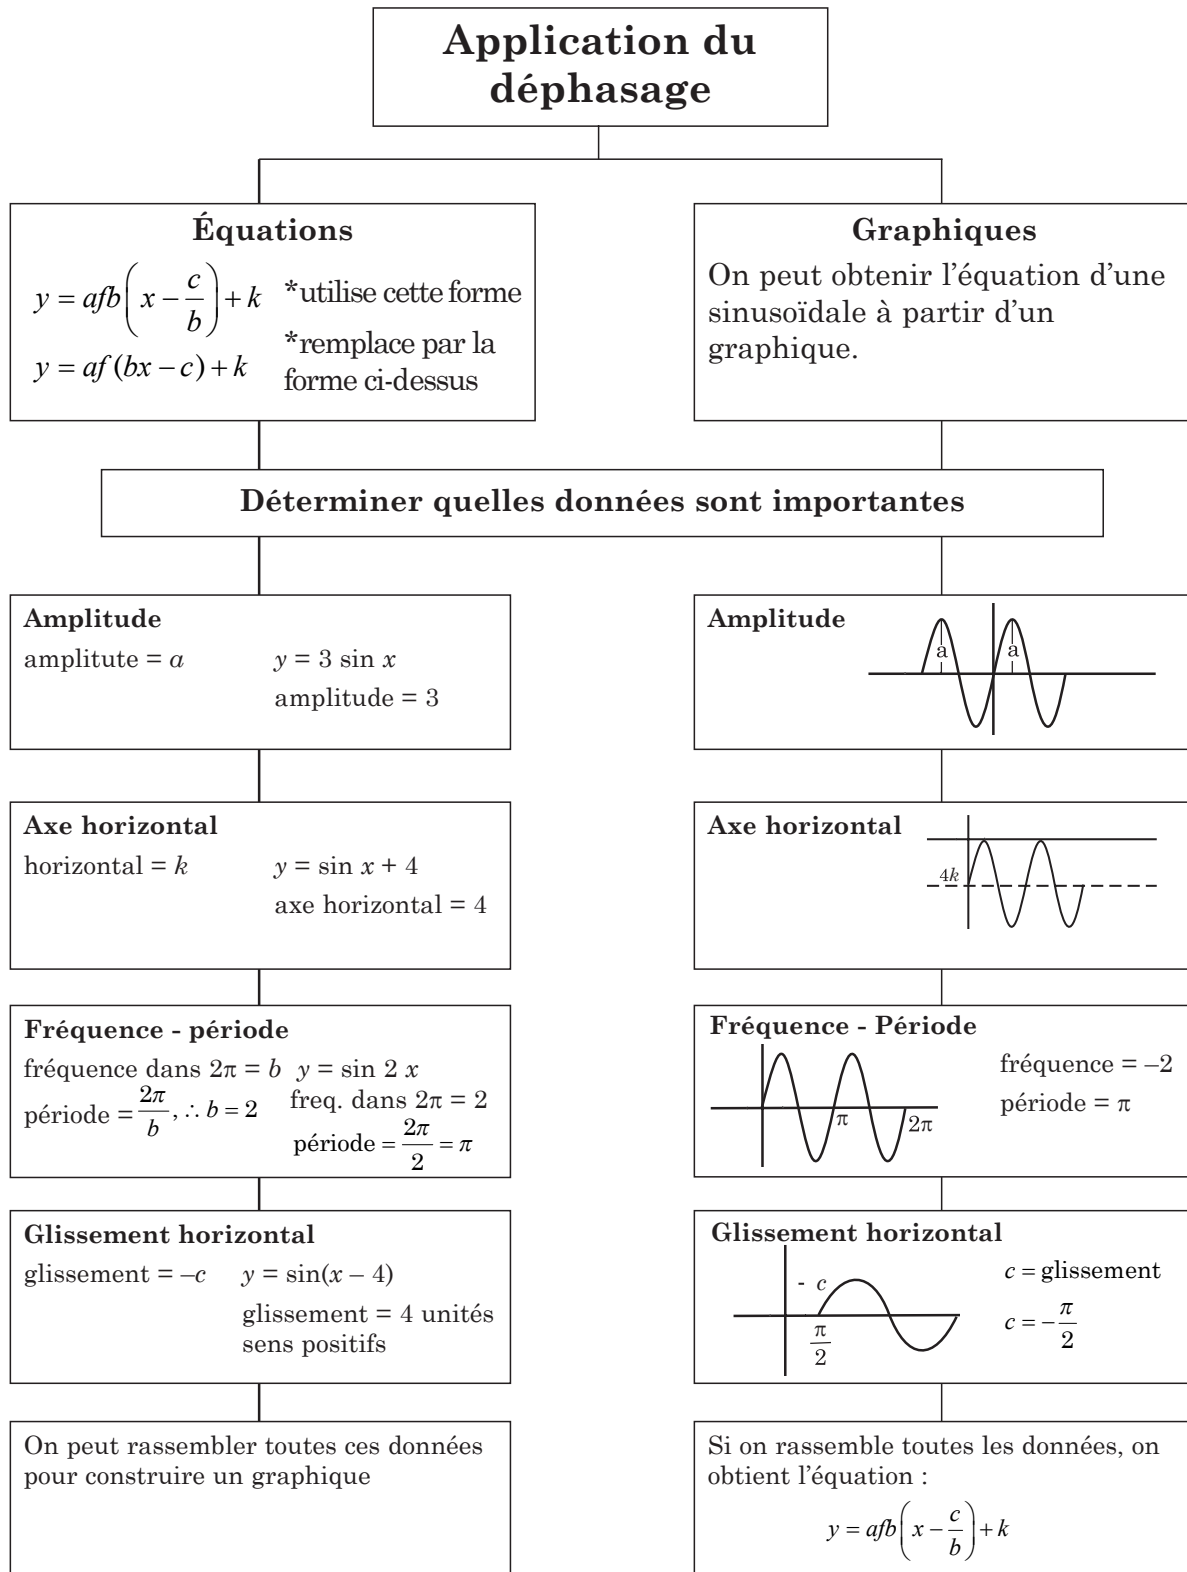 Application du
déphasage
Équations
y = afb(x − c/b) + k *utilise cette forme
y = af(bx − c) + k *remplace par la
forme ci-dessus
Graphiques
On peut obtenir l'équation d'une
sinusoïdale à partir d'un
graphique.
Déterminer quelles données sont importantes
Amplitude
amplitute = a y = 3 sin x
amplitude = 3
Amplitude
a a
Axe horizontal
horizontal = k y = sin x + 4
axe horizontal = 4
Axe horizontal
4k
Fréquence - période
fréquence dans 2π = b y = sin 2 x
période = 2π/b, ∴ b = 2 freq. dans 2π = 2
période = 2π/2 = π
Fréquence - Période
fréquence = –2
période = π
π 2π
Glissement horizontal
glissement = –c y = sin(x – 4)
glissement = 4 unités
sens positifs
Glissement horizontal
- c c = glissement
π/2 c = −π/2
On peut rassembler toutes ces données
pour construire un graphique
Si on rassemble toutes les données, on
obtient l'équation :
y = afb(x − c/b) + k